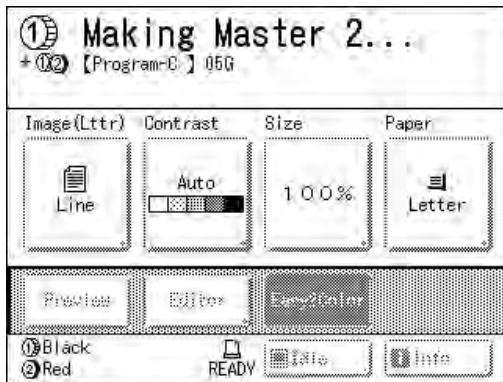 ① Making Master 2...
+①② 【Program-C 】 05G
Image(Lttr) Contrast Size Paper
Line Auto 100% Letter
Preview Editor Easy2Color
①Black
②Red READY Idle Info